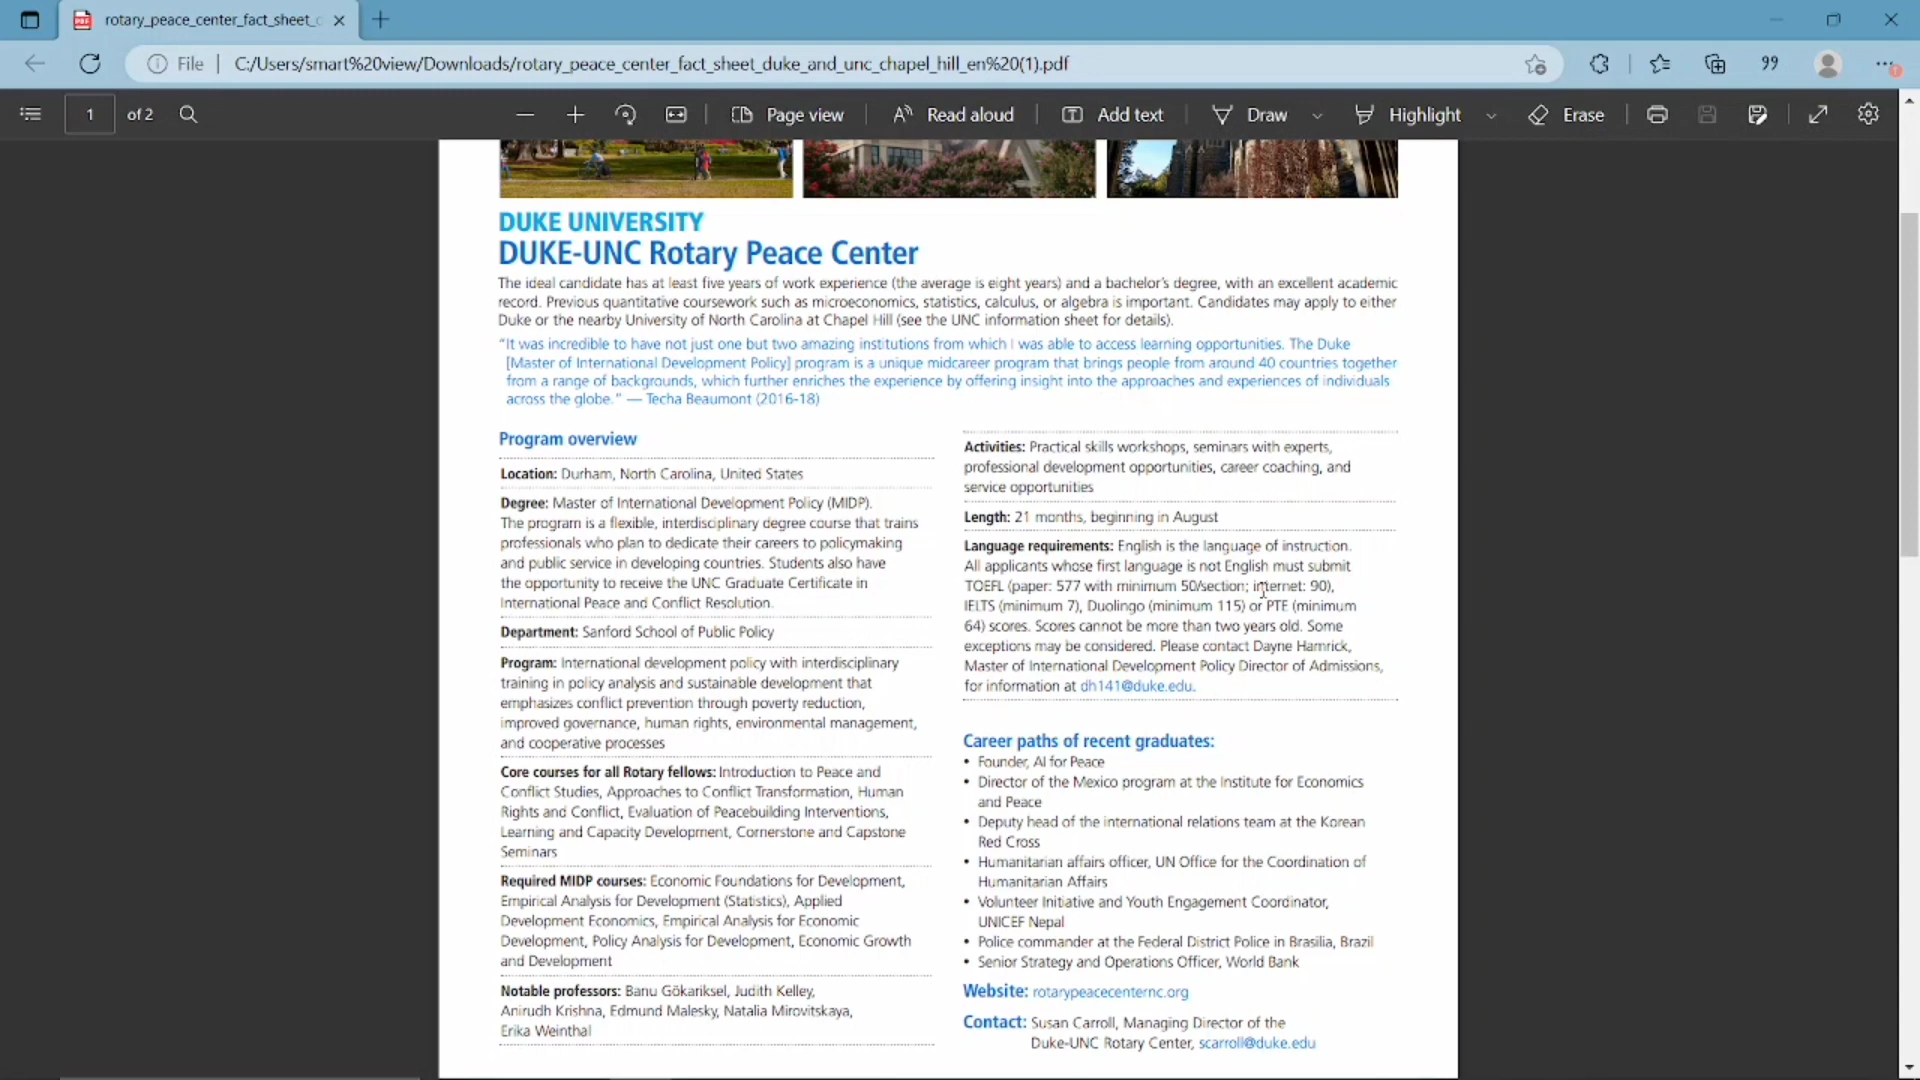 rotary_peace_center_fact_sheet_
File
C:/Users/smart%20view/Downloads/rotary_peace_center_fact_sheet_duke_and_unc_chapel_hill_en%20(1).pdf
1 of 2
Page view
Read aloud
Add text
Draw
Highlight
Erase
DUKE UNIVERSITY
DUKE-UNC Rotary Peace Center
The ideal candidate has at least five years of work experience (the average is eight years) and a bachelor's degree, with an excellent academic
record. Previous quantitative coursework such as microeconomics, statistics, calculus, or algebra is important. Candidates may apply to either
Duke or the nearby University of North Carolina at Chapel Hill (see the UNC information sheet for details).
"It was incredible to have not just one but two amazing institutions from which I was able to access learning opportunities. The Duke
[Master of International Development Policy] program is a unique midcareer program that brings people from around 40 countries together
from a range of backgrounds, which further enriches the experience by offering insight into the approaches and experiences of individuals
across the globe." — Techa Beaumont (2016-18)
Program overview
Location: Durham, North Carolina, United States
Degree: Master of International Development Policy (MIDP).
The program is a flexible, interdisciplinary degree course that trains
professionals who plan to dedicate their careers to policymaking
and public service in developing countries. Students also have
the opportunity to receive the UNC Graduate Certificate in
International Peace and Conflict Resolution.
Department: Sanford School of Public Policy
Program: International development policy with interdisciplinary
training in policy analysis and sustainable development that
emphasizes conflict prevention through poverty reduction,
improved governance, human rights, environmental management,
and cooperative processes
Core courses for all Rotary fellows: Introduction to Peace and
Conflict Studies, Approaches to Conflict Transformation, Human
Rights and Conflict, Evaluation of Peacebuilding Interventions,
Learning and Capacity Development, Cornerstone and Capstone
Seminars
Required MIDP courses: Economic Foundations for Development,
Empirical Analysis for Development (Statistics), Applied
Development Economics, Empirical Analysis for Economic
Development, Policy Analysis for Development, Economic Growth
and Development
Notable professors: Banu Gökariksel, Judith Kelley,
Anirudh Krishna, Edmund Malesky, Natalia Mirovitskaya,
Erika Weinthal
Activities: Practical skills workshops, seminars with experts,
professional development opportunities, career coaching, and
service opportunities
Length: 21 months, beginning in August
Language requirements: English is the language of instruction.
All applicants whose first language is not English must submit
TOEFL (paper: 577 with minimum 50/section; internet: 90),
IELTS (minimum 7), Duolingo (minimum 115) or PTE (minimum
64) scores. Scores cannot be more than two years old. Some
exceptions may be considered. Please contact Dayne Hamrick,
Master of International Development Policy Director of Admissions,
for information at dh141@duke.edu.
Career paths of recent graduates:
• Founder, AI for Peace
• Director of the Mexico program at the Institute for Economics
and Peace
• Deputy head of the international relations team at the Korean
Red Cross
• Humanitarian affairs officer, UN Office for the Coordination of
Humanitarian Affairs
• Volunteer Initiative and Youth Engagement Coordinator,
UNICEF Nepal
• Police commander at the Federal District Police in Brasilia, Brazil
• Senior Strategy and Operations Officer, World Bank
Website: rotarypeacecenternc.org
Contact: Susan Carroll, Managing Director of the
Duke-UNC Rotary Center, scarroll@duke.edu